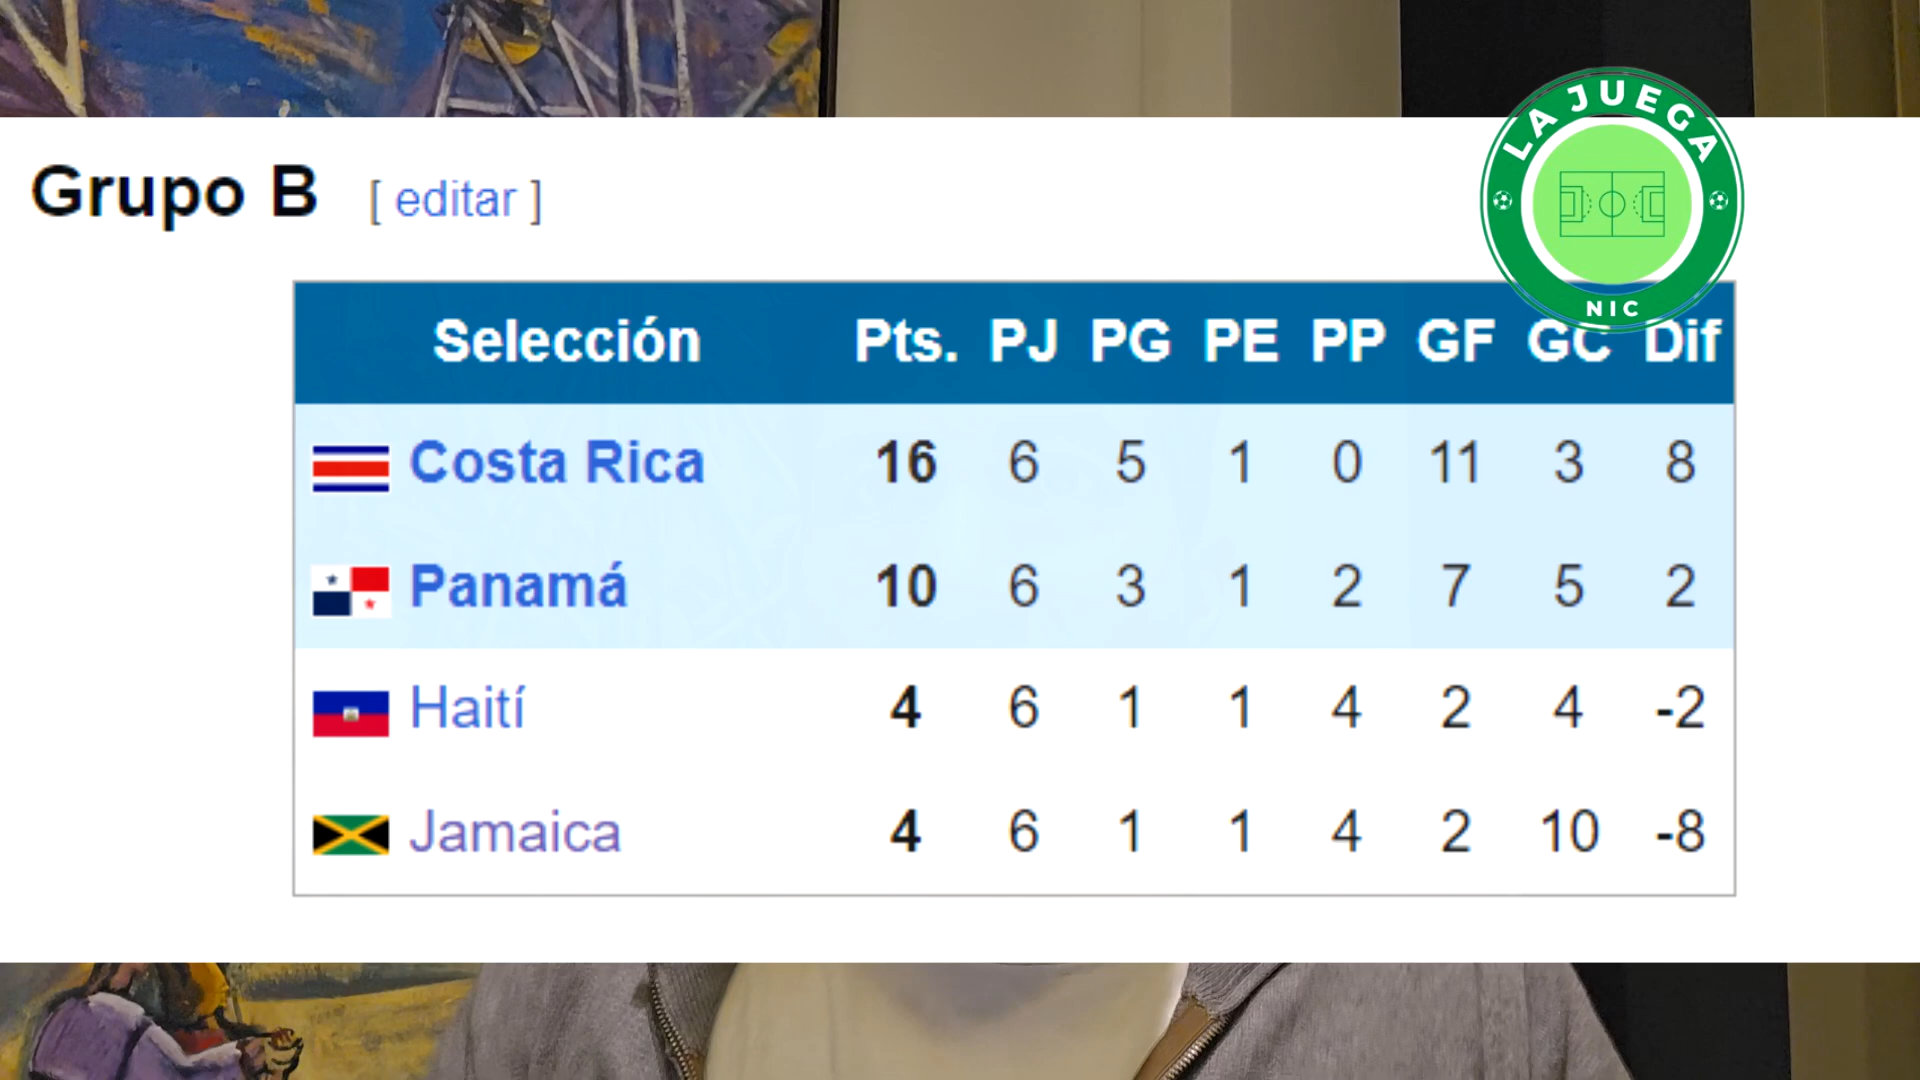 LA JUEGA
NIC
Grupo B [ editar ]
Selección Pts. PJ PG PE PP GF GC Dif
Costa Rica 16 6 5 1 0 11 3 8
Panamá 10 6 3 1 2 7 5 2
Haití 4 6 1 1 4 2 4 -2
Jamaica 4 6 1 1 4 2 10 -8